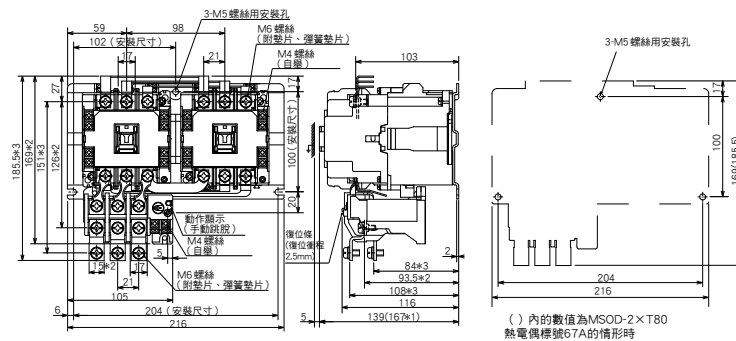 3-M5 螺絲用安裝孔
59
98
M6 螺絲
(附墊片、彈簧墊片)
102 (安裝尺寸)
17
21
M4 螺絲
(自舉)
27
17
185.5*3
169*2
151*3
126*2
100 (安裝尺寸)
20
動作顯示
(手動跳脫)
M4 螺絲
(自舉)
5
15*2
17
21
M6 螺絲
(附墊片、彈簧墊片)
105
6
204 (安裝尺寸)
216
103
復位條
(復位衝程
2.5mm)
2
84*3
93.5*2
108*3
116
5
139(167*1)
3-M5 螺絲用安裝孔
17
100
169(185.5)
204
216
( ) 內的數值為MSOD-2×T80
熱電偶標號67A的情形時